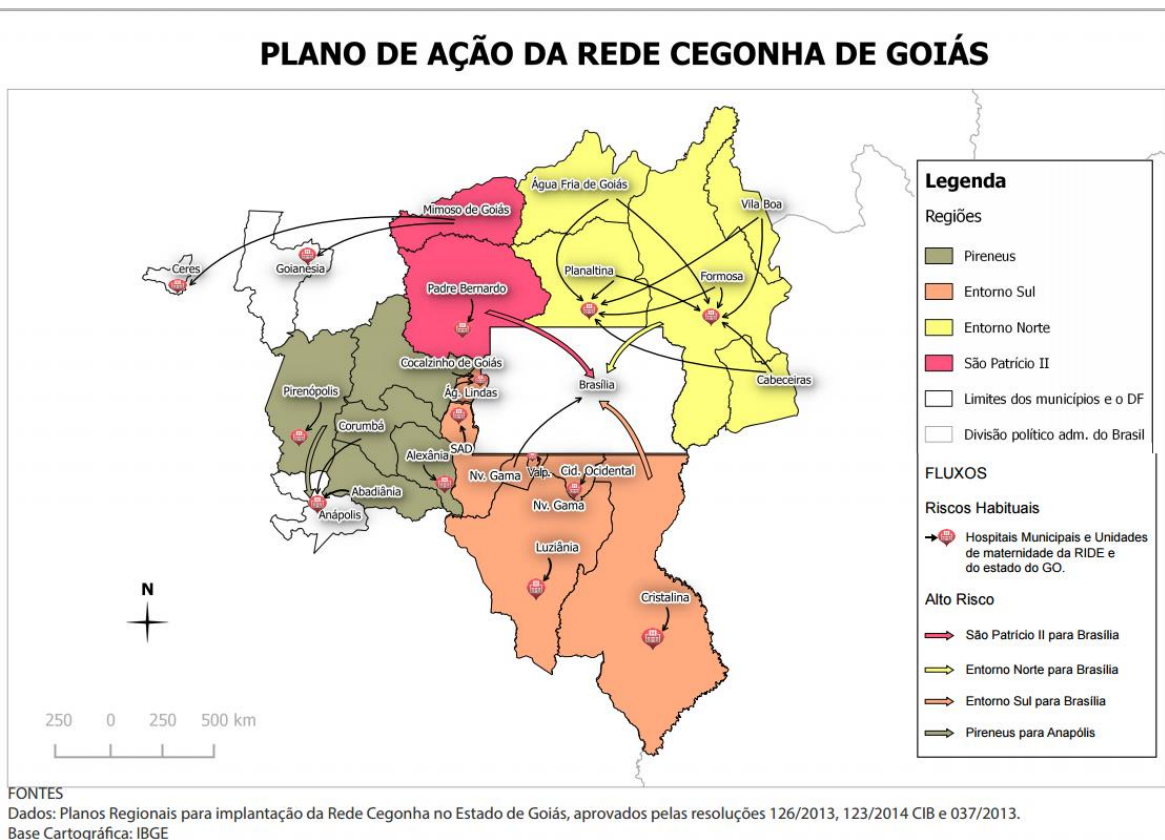 PLANO DE AÇÃO DA REDE CEGONHA DE GOIÁS
Água Fria de Goiás
Mimoso de Goiás
Vila Boa
Ceres
Goianésia
Planaltina
Formosa
Padre Bernardo
Cocalzinho de Goiás
Brasília
Cabeceiras
Pirenópolis
Ág. Lindas
Corumbá
SAD
Alexânia
Nv. Gama
Valp.
Cid. Ocidental
Abadiânia
Nv. Gama
Anápolis
Luziânia
Cristalina
N
250 0 250 500 km
Legenda
Regiões
Pireneus
Entorno Sul
Entorno Norte
São Patrício II
Limites dos municípios e o DF
Divisão político adm. do Brasil
FLUXOS
Riscos Habituais
Hospitais Municipais e Unidades
de maternidade da RIDE e
do estado do GO.
Alto Risco
São Patrício II para Brasília
Entorno Norte para Brasília
Entorno Sul para Brasília
Pireneus para Anapólis
FONTES
Dados: Planos Regionais para implantação da Rede Cegonha no Estado de Goiás, aprovados pelas resoluções 126/2013, 123/2014 CIB e 037/2013.
Base Cartográfica: IBGE